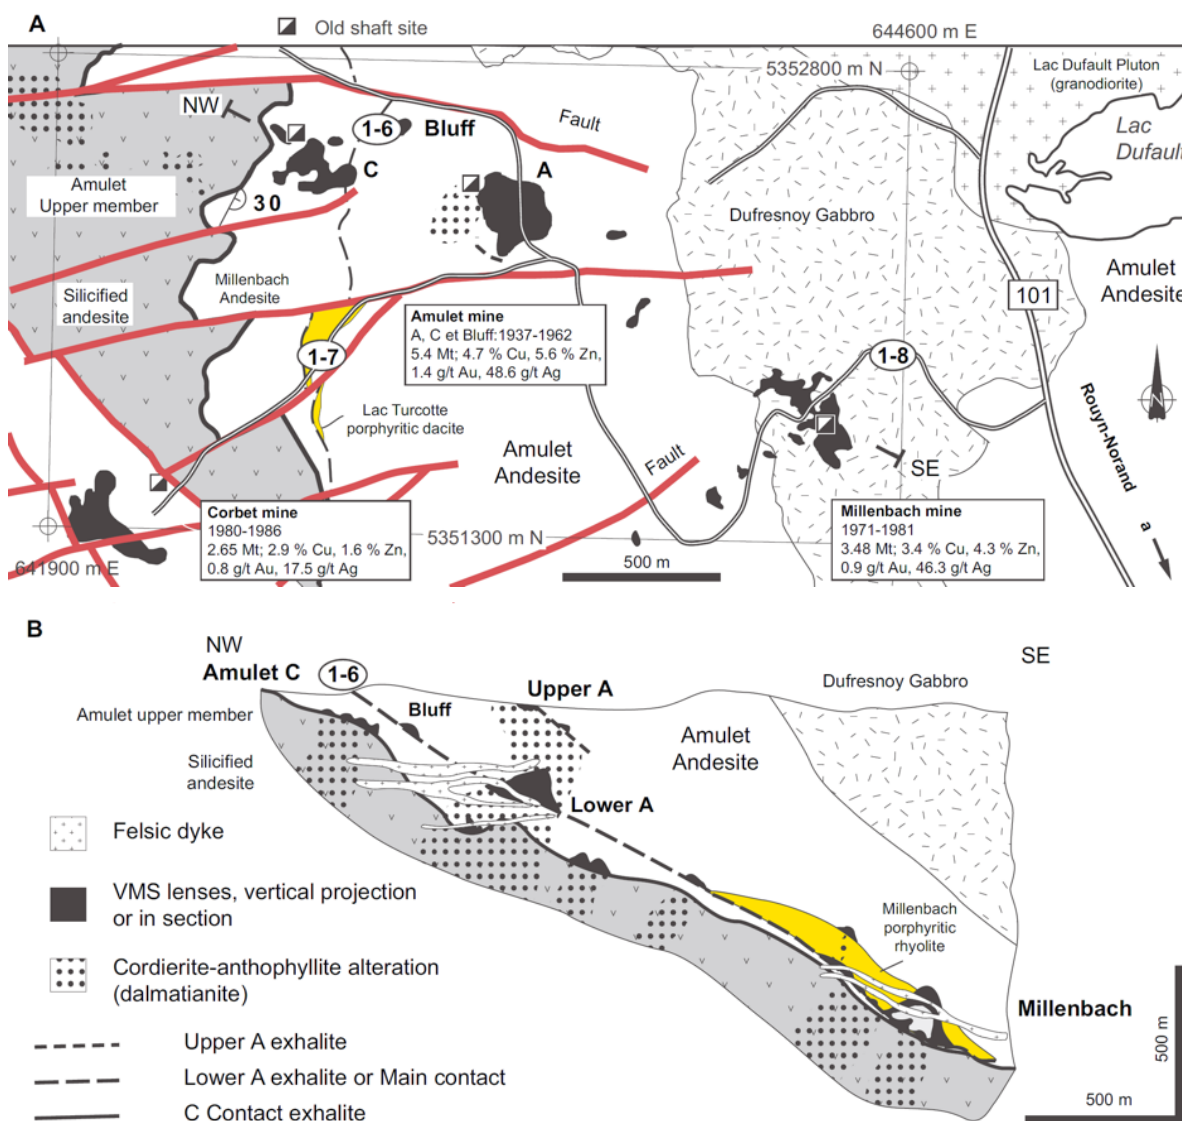 A
Old shaft site
644600 m E
5352800 m N
Lac Dufault Pluton
(granodiorite)
NW
1-6
Bluff
Fault
Lac
Dufault
C
A
Amulet
Upper member
30
Dufresnoy Gabbro
Millenbach
Andesite
Silicified
andesite
Amulet
Andesite
101
Amulet mine
A, C et Bluff:1937-1962
5.4 Mt; 4.7 % Cu, 5.6 % Zn,
1.4 g/t Au, 48.6 g/t Ag
1-7
1-8
N
Rouyn-Norand
a
Lac Turcotte
porphyritic dacite
Amulet
Andesite
Fault
SE
Corbet mine
1980-1986
2.65 Mt; 2.9 % Cu, 1.6 % Zn,
0.8 g/t Au, 17.5 g/t Ag
5351300 m N
Millenbach mine
1971-1981
3.48 Mt; 3.4 % Cu, 4.3 % Zn,
0.9 g/t Au, 46.3 g/t Ag
641900 m E
500 m
B
NW
SE
Amulet C
1-6
Upper A
Dufresnoy Gabbro
Amulet upper member
Bluff
Amulet
Andesite
Silicified
andesite
Lower A
Felsic dyke
VMS lenses, vertical projection
or in section
Millenbach
porphyritic
rhyolite
Cordierite-anthophyllite alteration
(dalmatianite)
Millenbach
Upper A exhalite
Lower A exhalite or Main contact
C Contact exhalite
500 m
500 m